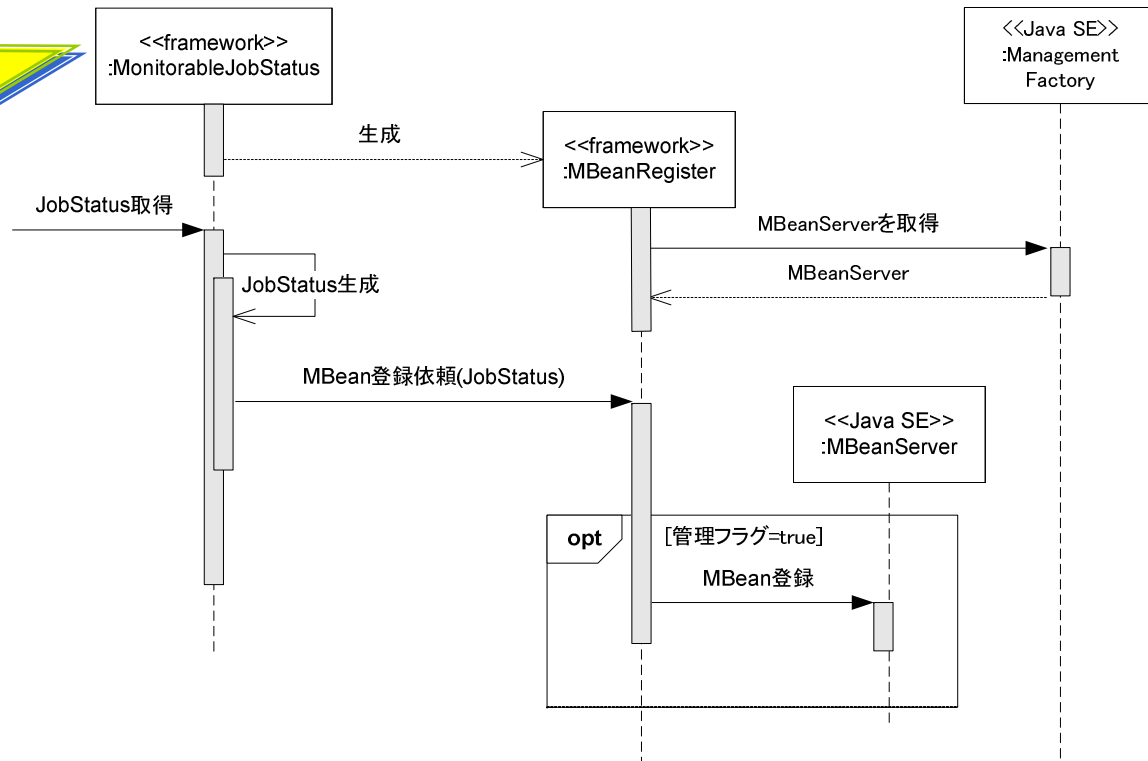 <<framework>>
:MonitorableJobStatus
<<Java SE>>
:Management
Factory
生成
<<framework>>
:MBeanRegister
JobStatus取得
MBeanServerを取得
MBeanServer
JobStatus生成
MBean登録依頼(JobStatus)
<<Java SE>>
:MBeanServer
opt
[管理フラグ=true]
MBean登録